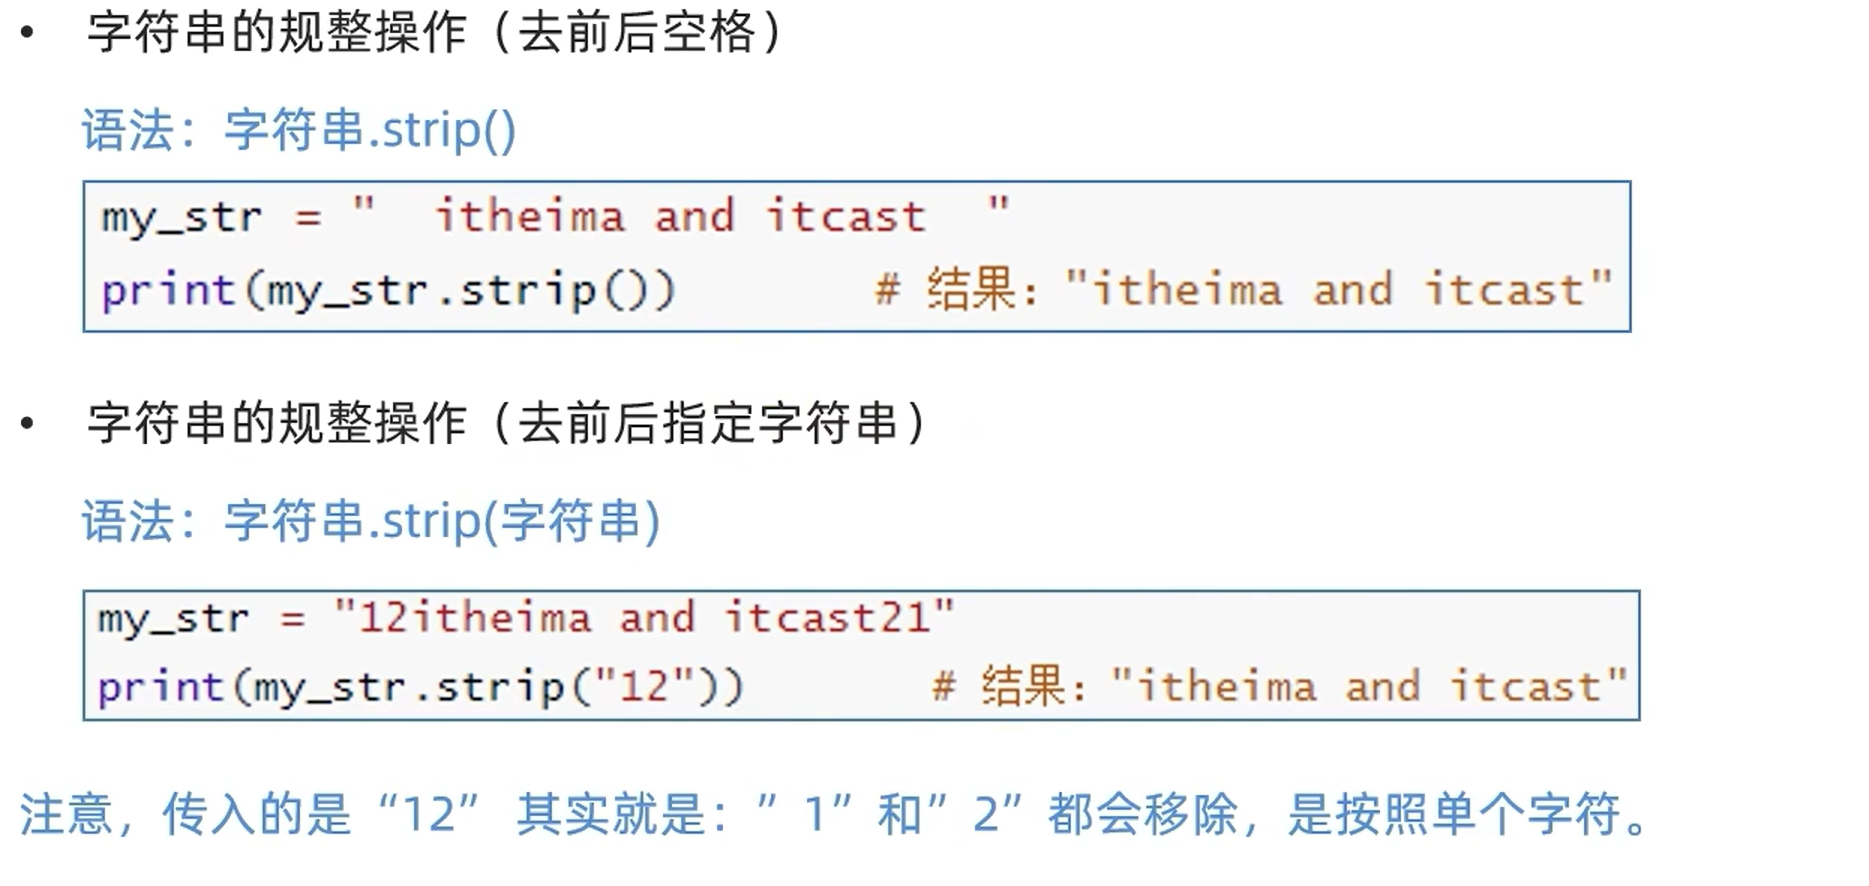 • 字符串的规整操作（去前后空格）
语法：字符串.strip()
my_str = "  itheima and itcast  "
print(my_str.strip())        # 结果："itheima and itcast"
• 字符串的规整操作（去前后指定字符串）
语法：字符串.strip(字符串)
my_str = "12itheima and itcast21"
print(my_str.strip("12"))        # 结果："itheima and itcast"
注意，传入的是“12” 其实就是：”1”和”2”都会移除，是按照单个字符。